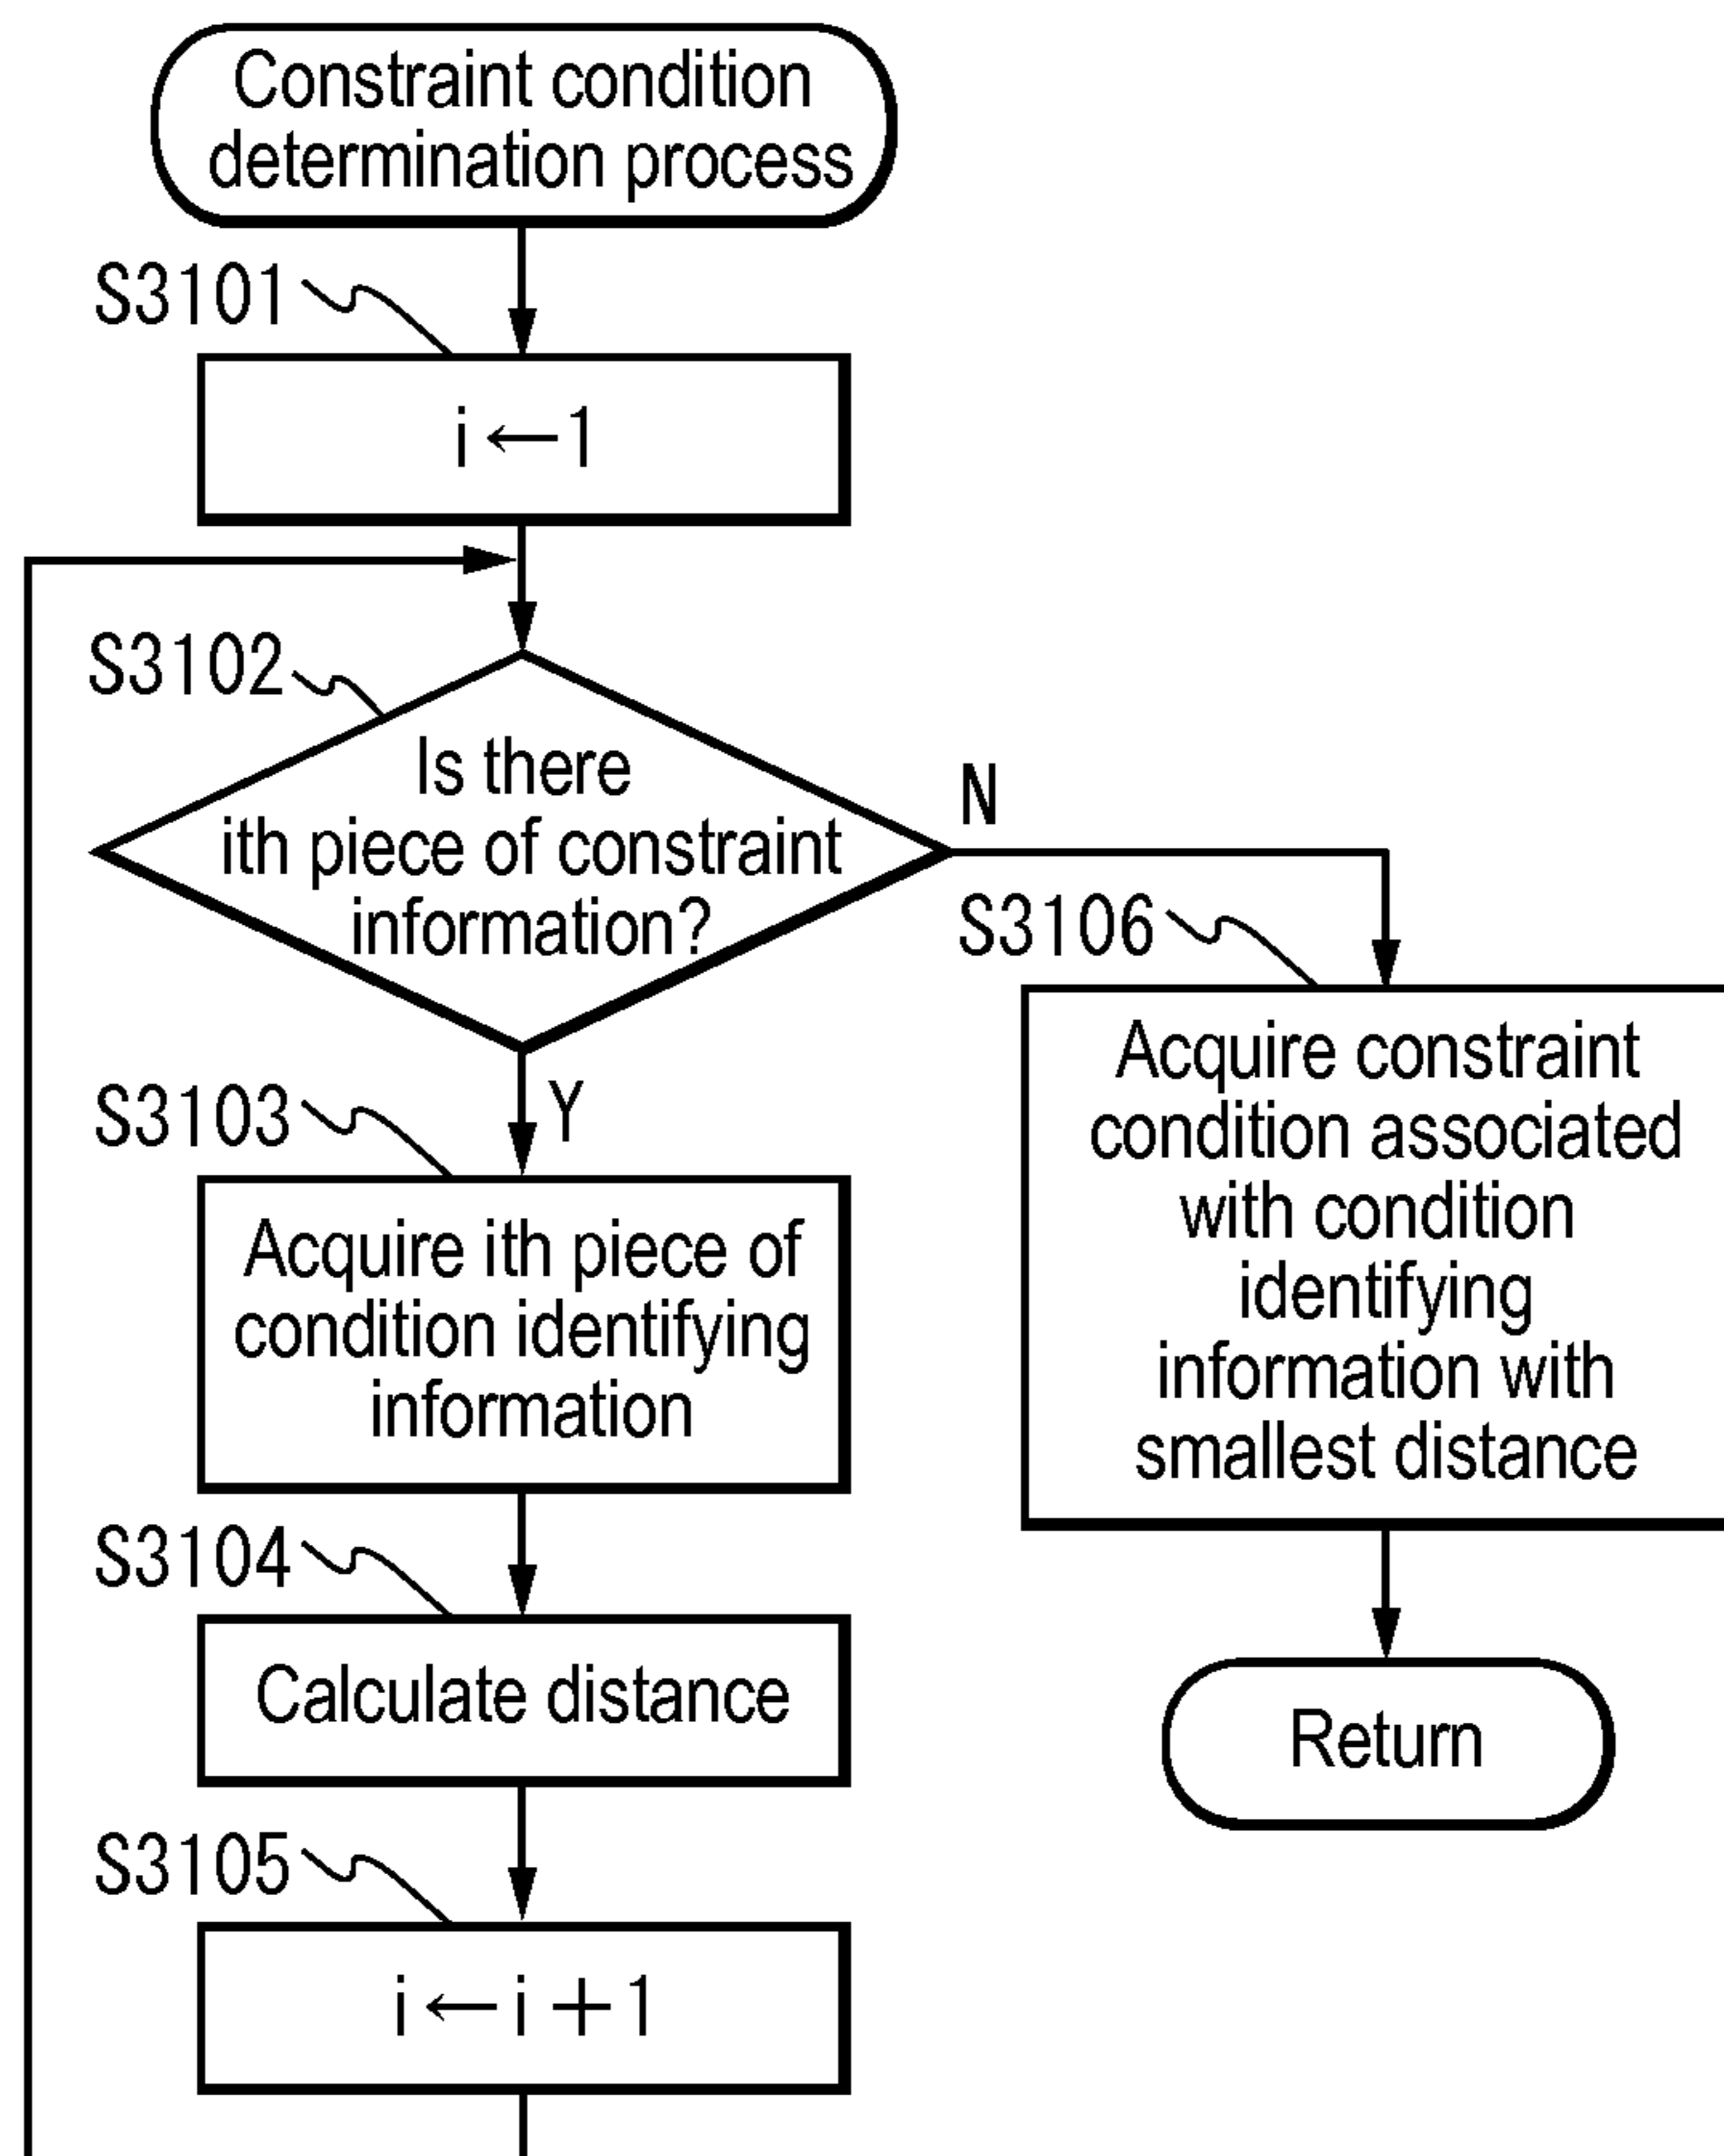 Constraint condition
determination process
S3101
i←1
S3102
Is there
ith piece of constraint
information?
N
Y
S3103
Acquire ith piece of
condition identifying
information
S3104
Calculate distance
S3105
i←i+1
S3106
Acquire constraint
condition associated
with condition
identifying
information with
smallest distance
Return